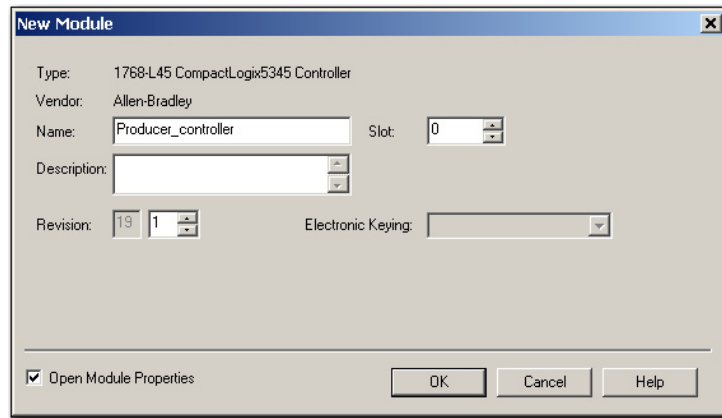 New Module
Type: 1768-L45 CompactLogix5345 Controller
Vendor: Allen-Bradley
Name: Producer_controller Slot: 0
Description:
Revision: 19 1 Electronic Keying:
Open Module Properties OK Cancel Help